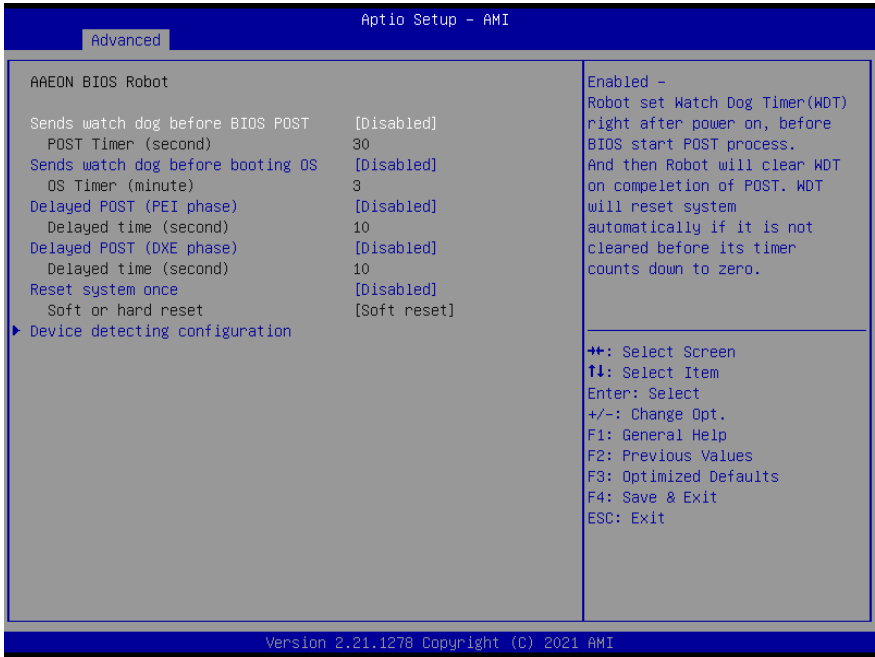 Aptio Setup – AMI
Advanced
AAEON BIOS Robot
Sends watch dog before BIOS POST [Disabled]
POST Timer (second) 30
Sends watch dog before booting OS [Disabled]
OS Timer (minute) 3
Delayed POST (PEI phase) [Disabled]
Delayed time (second) 10
Delayed POST (DXE phase) [Disabled]
Delayed time (second) 10
Reset system once [Disabled]
Soft or hard reset [Soft reset]
Device detecting configuration
Enabled –
Robot set Watch Dog Timer(WDT)
right after power on, before
BIOS start POST process.
And then Robot will clear WDT
on compeletion of POST. WDT
will reset system
automatically if it is not
cleared before its timer
counts down to zero.
→←: Select Screen
↑↓: Select Item
Enter: Select
+/-: Change Opt.
F1: General Help
F2: Previous Values
F3: Optimized Defaults
F4: Save & Exit
ESC: Exit
Version 2.21.1278 Copyright (C) 2021 AMI